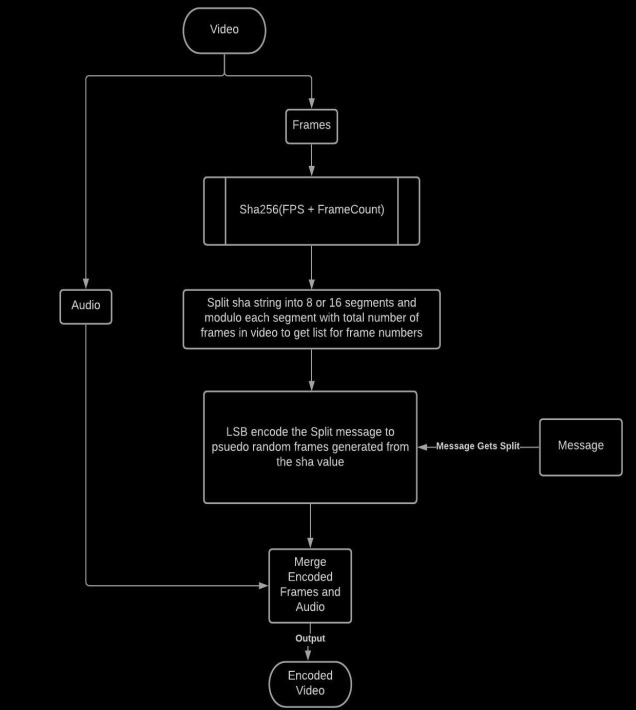 Video
Frames
Sha256(FPS + FrameCount)
Audio
Split sha string into 8 or 16 segments and
modulo each segment with total number of
frames in video to get list for frame numbers
LSB encode the Split message to
psuedo random frames generated from
the sha value
Message Gets Split
Message
Merge
Encoded
Frames and
Audio
Output
Encoded
Video